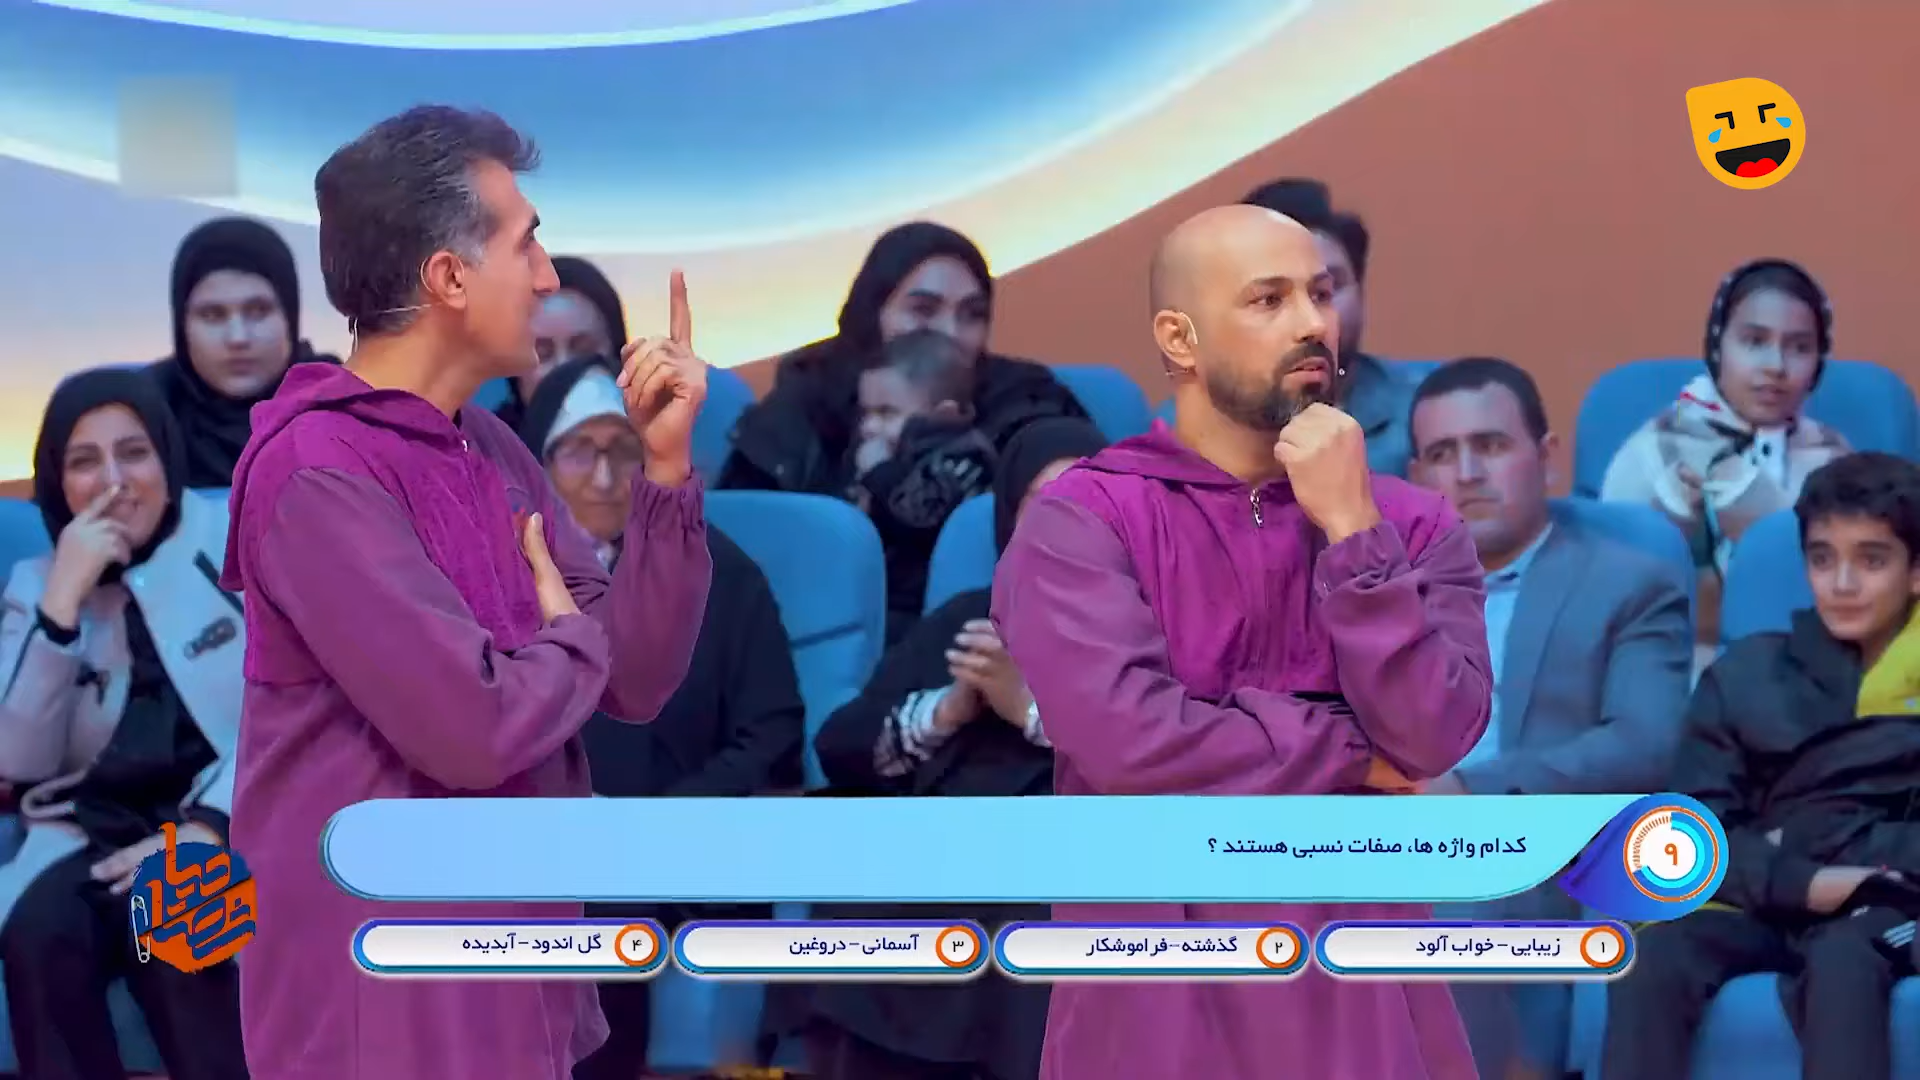 کدام واژه ها، صفات نسبی هستند ؟
۹
۱ زیبایی-خواب آلود
۲ گذشته-فراموشکار
۳ آسمانی-دروغین
۴ گل اندود-آبدیده